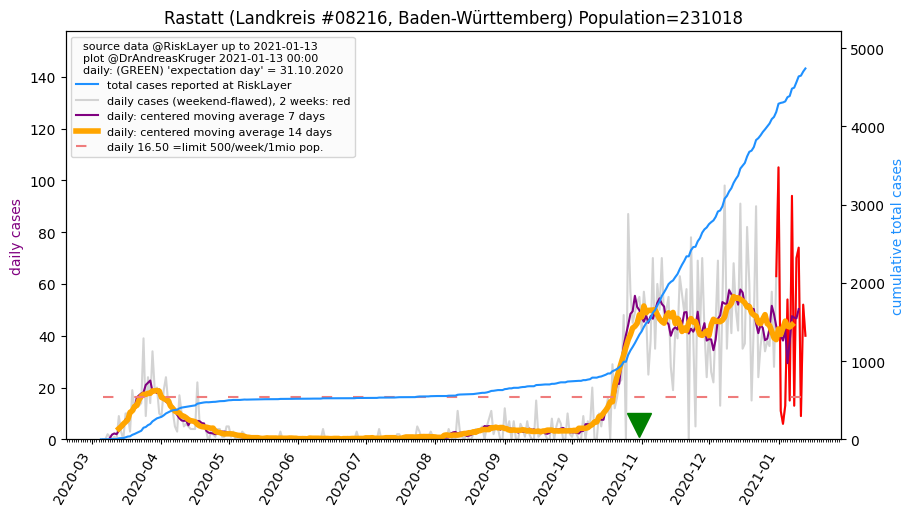 Rastatt (Landkreis #08216, Baden-Württemberg) Population=231018
source data @RiskLayer up to 2021-01-13
plot @DrAndreasKruger 2021-01-13 00:00
daily: (GREEN) 'expectation day' = 31.10.2020
total cases reported at RiskLayer
daily cases (weekend-flawed), 2 weeks: red
daily: centered moving average 7 days
daily: centered moving average 14 days
daily 16.50 =limit 500/week/1mio pop.
daily cases
140
120
100
80
60
40
20
0
5000
4000
3000
2000
1000
0
cumulative total cases
2020-03
2020-04
2020-05
2020-06
2020-07
2020-08
2020-09
2020-10
2020-11
2020-12
2021-01